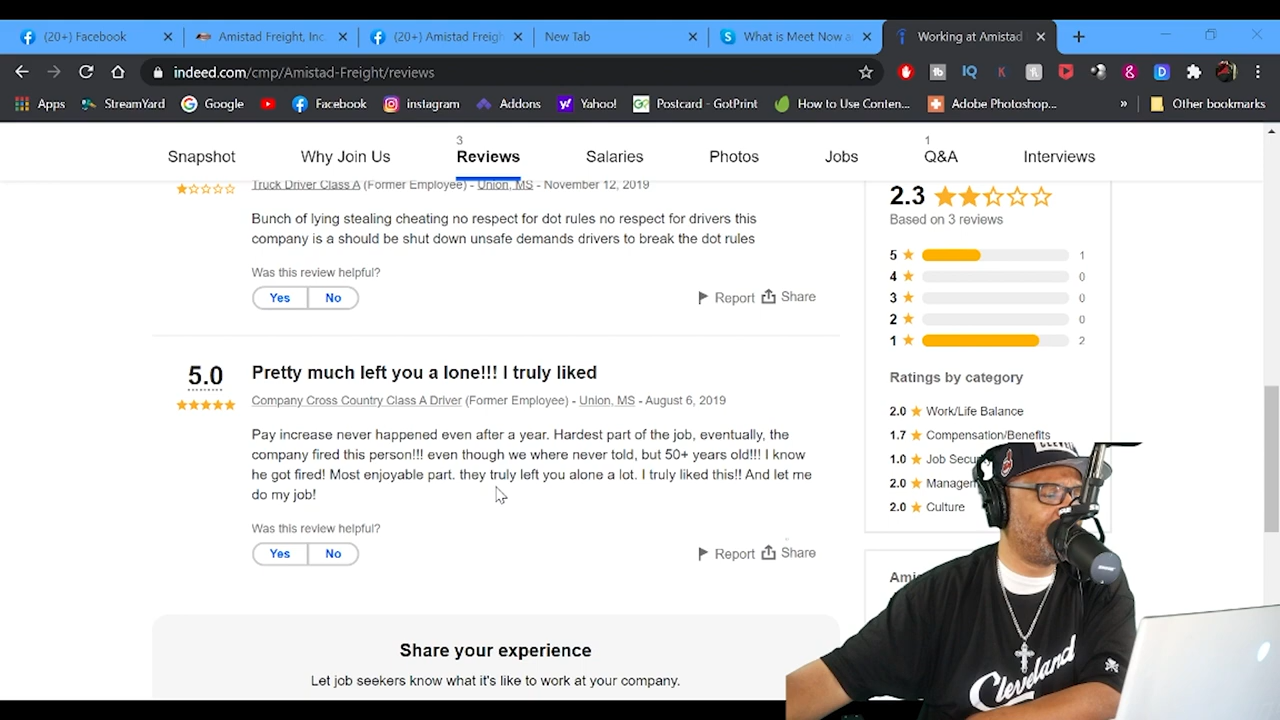 (20+) Facebook
Amistad Freight, Inc.
(20+) Amistad Freigh
New Tab
What is Meet Now a
Working at Amistad
indeed.com/cmp/Amistad-Freight/reviews
Apps
StreamYard
Google
Facebook
instagram
Addons
Yahoo!
Postcard - GotPrint
How to Use Conten...
Adobe Photoshop...
»
Other bookmarks
3
1
Snapshot
Why Join Us
Reviews
Salaries
Photos
Jobs
Q&A
Interviews
Truck Driver Class A (Former Employee) - Union, MS - November 12, 2019
Bunch of lying stealing cheating no respect for dot rules no respect for drivers this
company is a should be shut down unsafe demands drivers to break the dot rules
Was this review helpful?
Yes No
Report Share
5.0
Pretty much left you a lone!!! I truly liked
Company Cross Country Class A Driver (Former Employee) - Union, MS - August 6, 2019
Pay increase never happened even after a year. Hardest part of the job, eventually, the
company fired this person!!! even though we where never told, but 50+ years old!!! I know
he got fired! Most enjoyable part. they truly left you alone a lot. I truly liked this!! And let me
do my job!
Was this review helpful?
Yes No
Report Share
Share your experience
Let job seekers know what it's like to work at your company.
2.3
Based on 3 reviews
5 1
4 0
3 0
2 0
1 2
Ratings by category
2.0 Work/Life Balance
1.7 Compensation/Benefits
1.0 Job Secu
2.0 Manage
2.0 Culture
Ami
Cleveland
SHURE